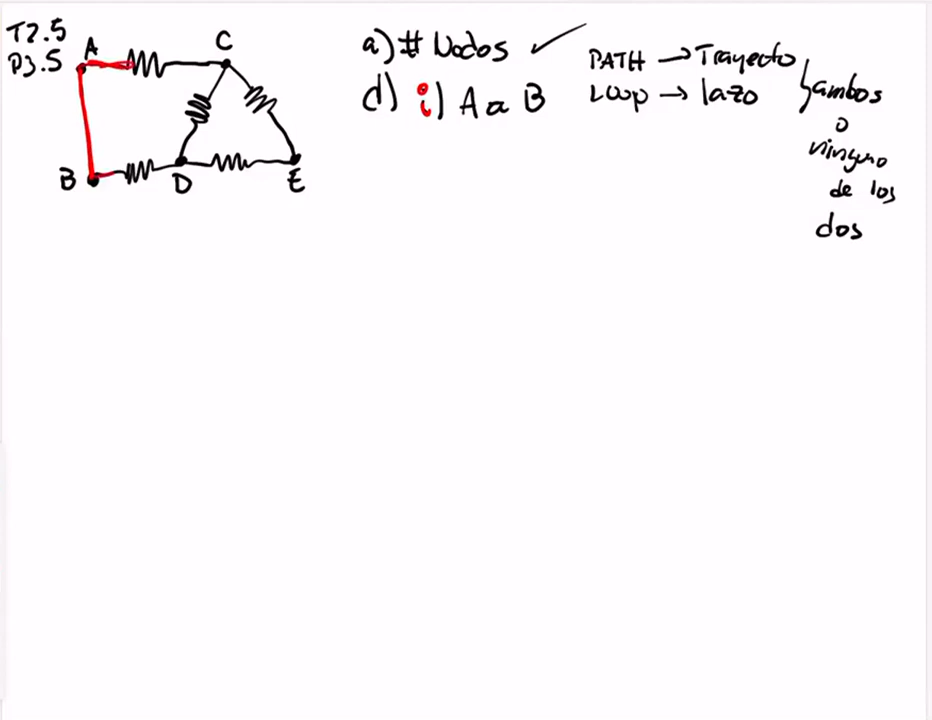 T2.5
P3.5
A
C
B
D
E
a) # Nodos ✓
d) i) A a B
PATH → Trayecto
Loop → lazo
ambos
o
ninguno
de los
dos